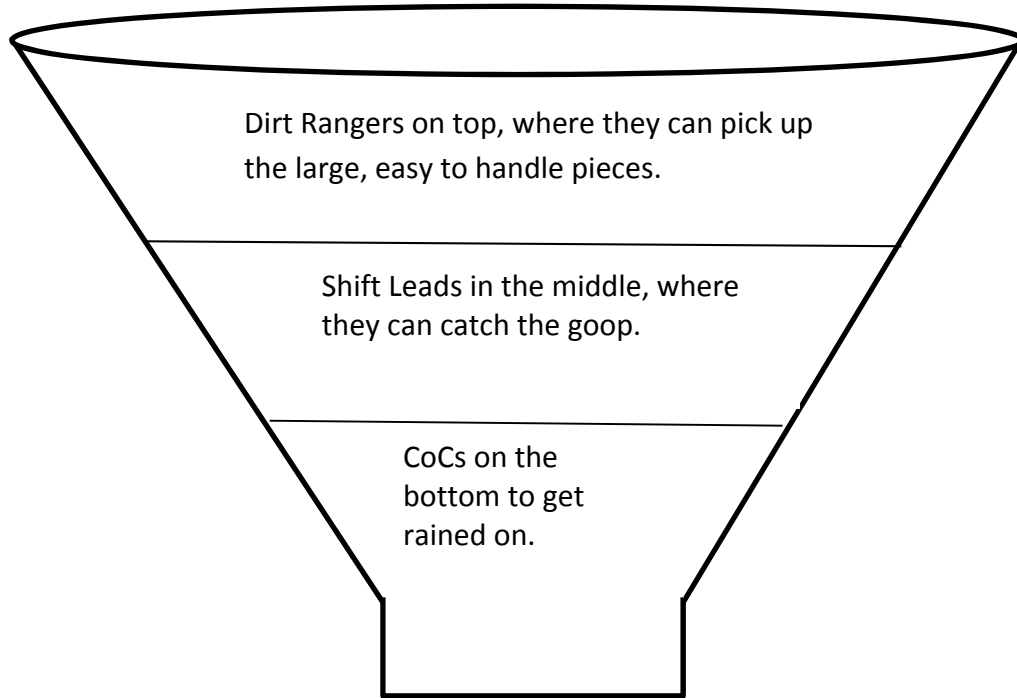 Dirt Rangers on top, where they can pick up
the large, easy to handle pieces.
Shift Leads in the middle, where
they can catch the goop.
CoCs on the
bottom to get
rained on.